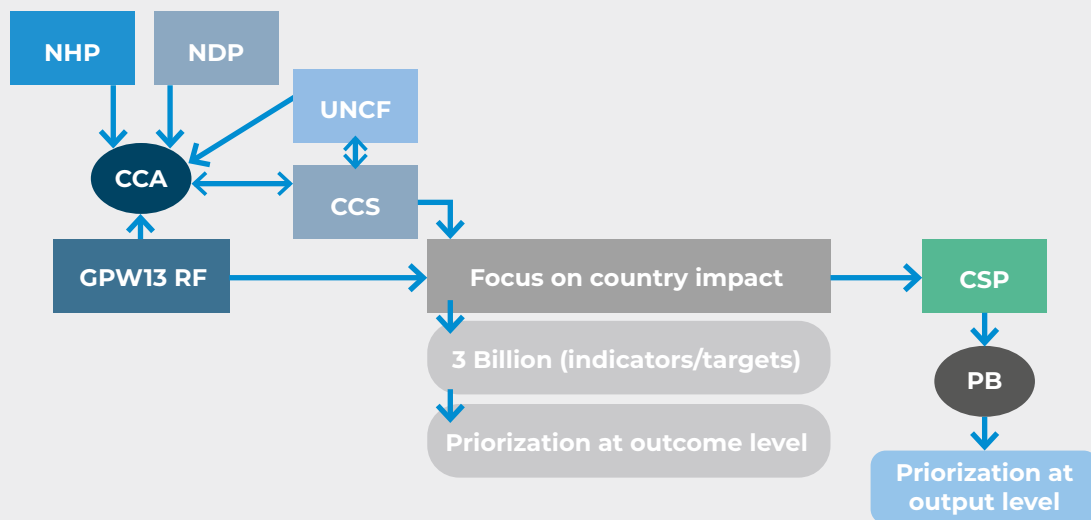 NHP
NDP
UNCF
CCA
CCS
GPW13 RF
Focus on country impact
CSP
3 Billion (indicators/targets)
PB
Priorization at outcome level
Priorization at
output level